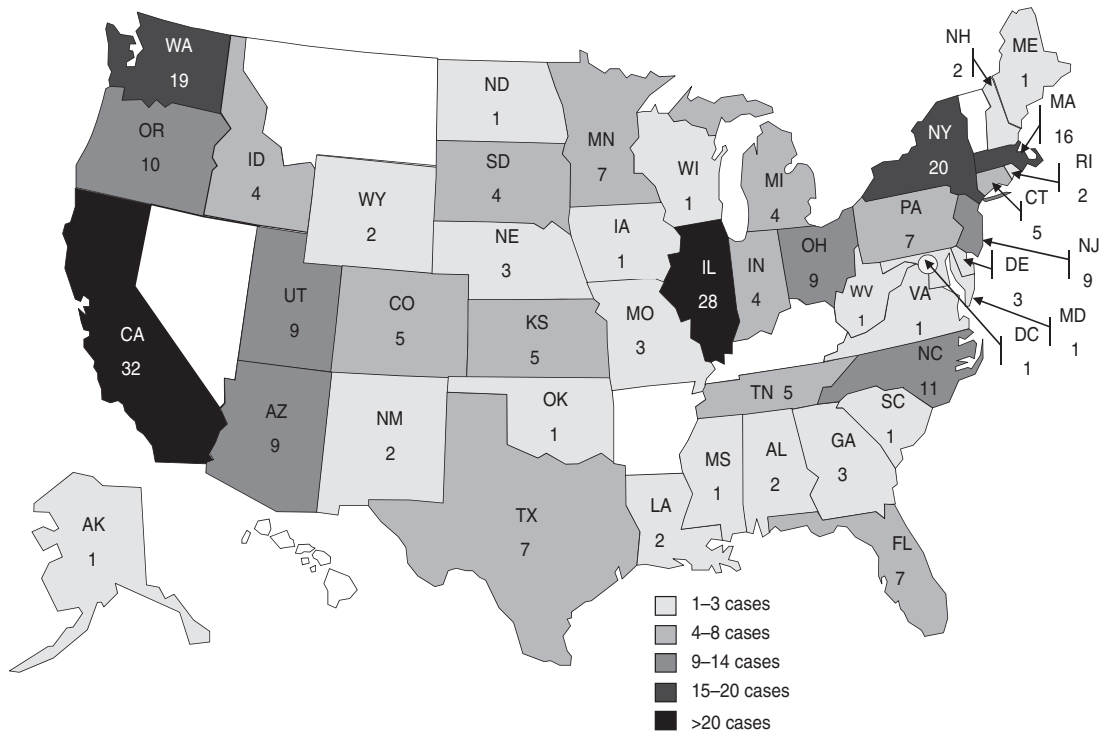 WA
19
OR
10
ID
4
ND
1
SD
4
WY
2
NE
3
MN
7
IA
1
WI
1
MI
4
NH
2
ME
1
MA
16
RI
2
CT
5
NY
20
PA
7
NJ
9
DE
3
MD
1
DC
1
OH
9
IN
4
IL
28
WV
1
VA
1
NC
11
SC
1
CA
32
UT
9
CO
5
KS
5
MO
3
TN 5
AZ
9
NM
2
OK
1
TX
7
LA
2
MS
1
AL
2
GA
3
FL
7
AK
1
1–3 cases
4–8 cases
9–14 cases
15–20 cases
>20 cases